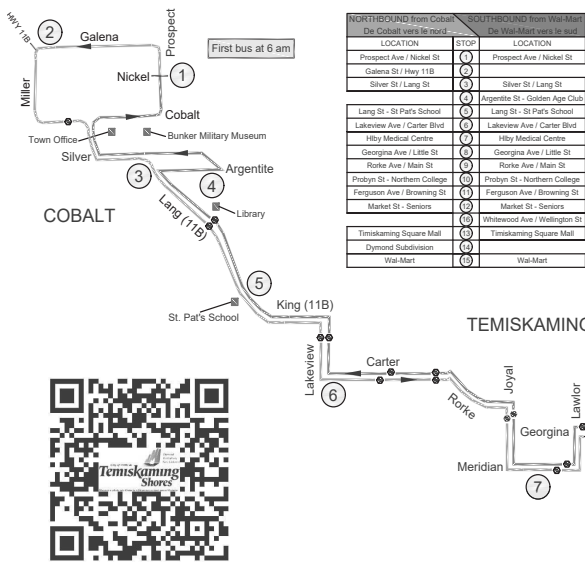 HWY 11B
2
Galena
Prospect
First bus at 6 am
Nickel
1
Miller
Cobalt
Town Office
Bunker Military Museum
Silver
3
Argentite
4
Lang (11B)
Library
COBALT
5
King (11B)
St. Pat's School
NORTHBOUND from Cobalt
SOUTHBOUND from Wal-Mart
De Cobalt vers le nord
De Wal-Mart vers le sud
LOCATION STOP LOCATION
Prospect Ave / Nickel St 1 Prospect Ave / Nickel St
Galena St / Hwy 11B 2
Silver St / Lang St 3 Silver St / Lang St
4 Argentite St - Golden Age Club
Lang St - St Pat's School 5 Lang St - St Pat's School
Lakeview Ave / Carter Blvd 6 Lakeview Ave / Carter Blvd
Hlby Medical Centre 7 Hlby Medical Centre
Georgina Ave / Little St 8 Georgina Ave / Little St
Rorke Ave / Main St 9 Rorke Ave / Main St
Probyn St - Northern College 10 Probyn St - Northern College
Ferguson Ave / Browning St 11 Ferguson Ave / Browning St
Market St - Seniors 12 Market St - Seniors
16 Whitewood Ave / Wellington St
Timiskaming Square Mall 13 Timiskaming Square Mall
Dymond Subdivision 14
Wal-Mart 15 Wal-Mart
TEMISKAMING
Lakeview
Carter
6
Rorke
Joyal
Lawlor
Georgina
Meridian
7
Temiskaming
Shores